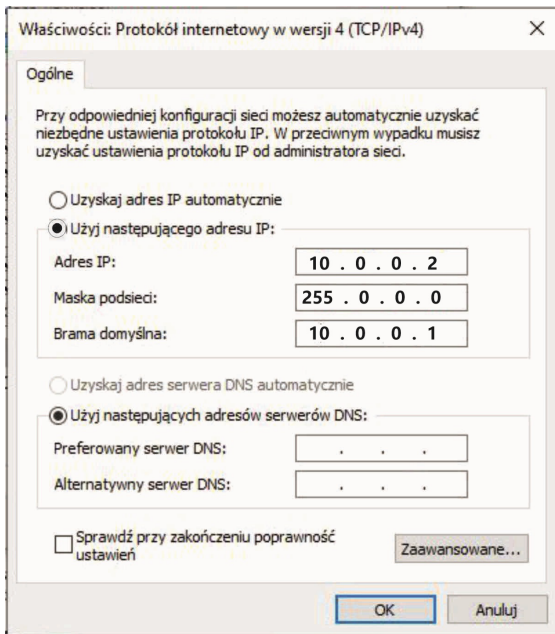 Właściwości: Protokół internetowy w wersji 4 (TCP/IPv4)
Ogólne
Przy odpowiedniej konfiguracji sieci możesz automatycznie uzyskać
niezbędne ustawienia protokołu IP. W przeciwnym wypadku musisz
uzyskać ustawienia protokołu IP od administratora sieci.
Uzyskaj adres IP automatycznie
Użyj następującego adresu IP:
Adres IP: 10 . 0 . 0 . 2
Maska podsieci: 255 . 0 . 0 . 0
Brama domyślna: 10 . 0 . 0 . 1
Uzyskaj adres serwera DNS automatycznie
Użyj następujących adresów serwerów DNS:
Preferowany serwer DNS: . . .
Alternatywny serwer DNS: . . .
Sprawdź przy zakończeniu poprawność
ustawień
Zaawansowane...
OK Anuluj